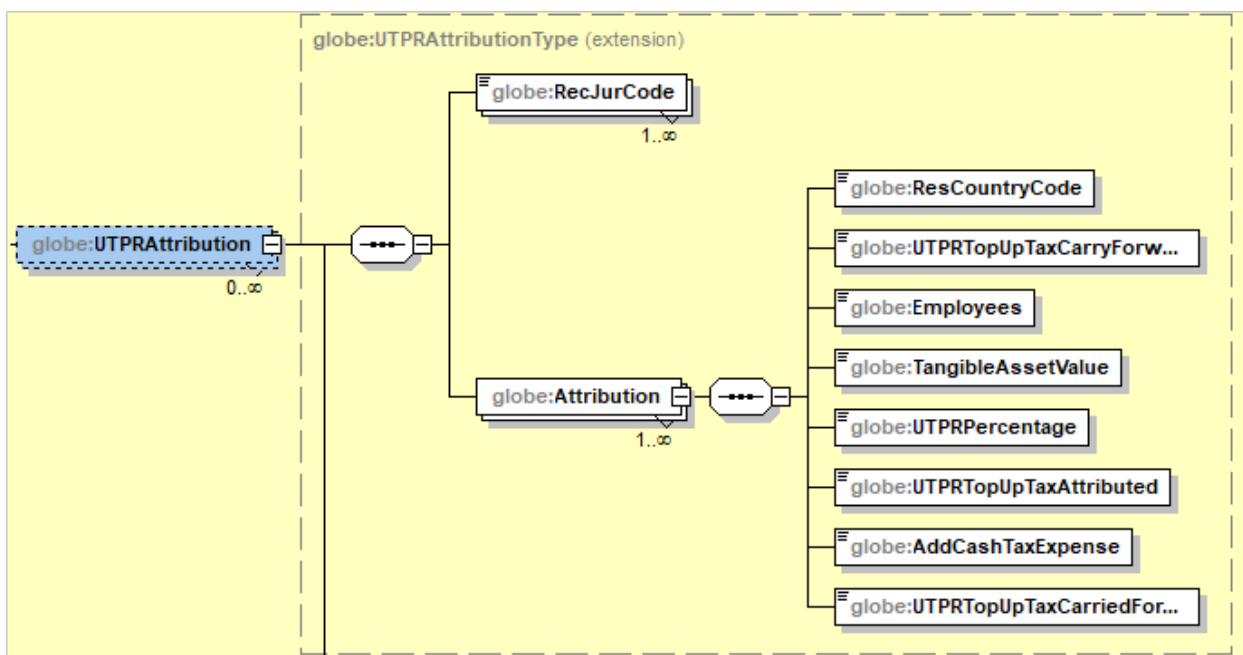 globe:UTPRAttributionType (extension)
globe:RecJurCode
1..∞
globe:UTPRAttribution
0..∞
globe:Attribution
1..∞
globe:ResCountryCode
globe:UTPRTopUpTaxCarryForw...
globe:Employees
globe:TangibleAssetValue
globe:UTPRPercentage
globe:UTPRTopUpTaxAttributed
globe:AddCashTaxExpense
globe:UTPRTopUpTaxCarriedFor...